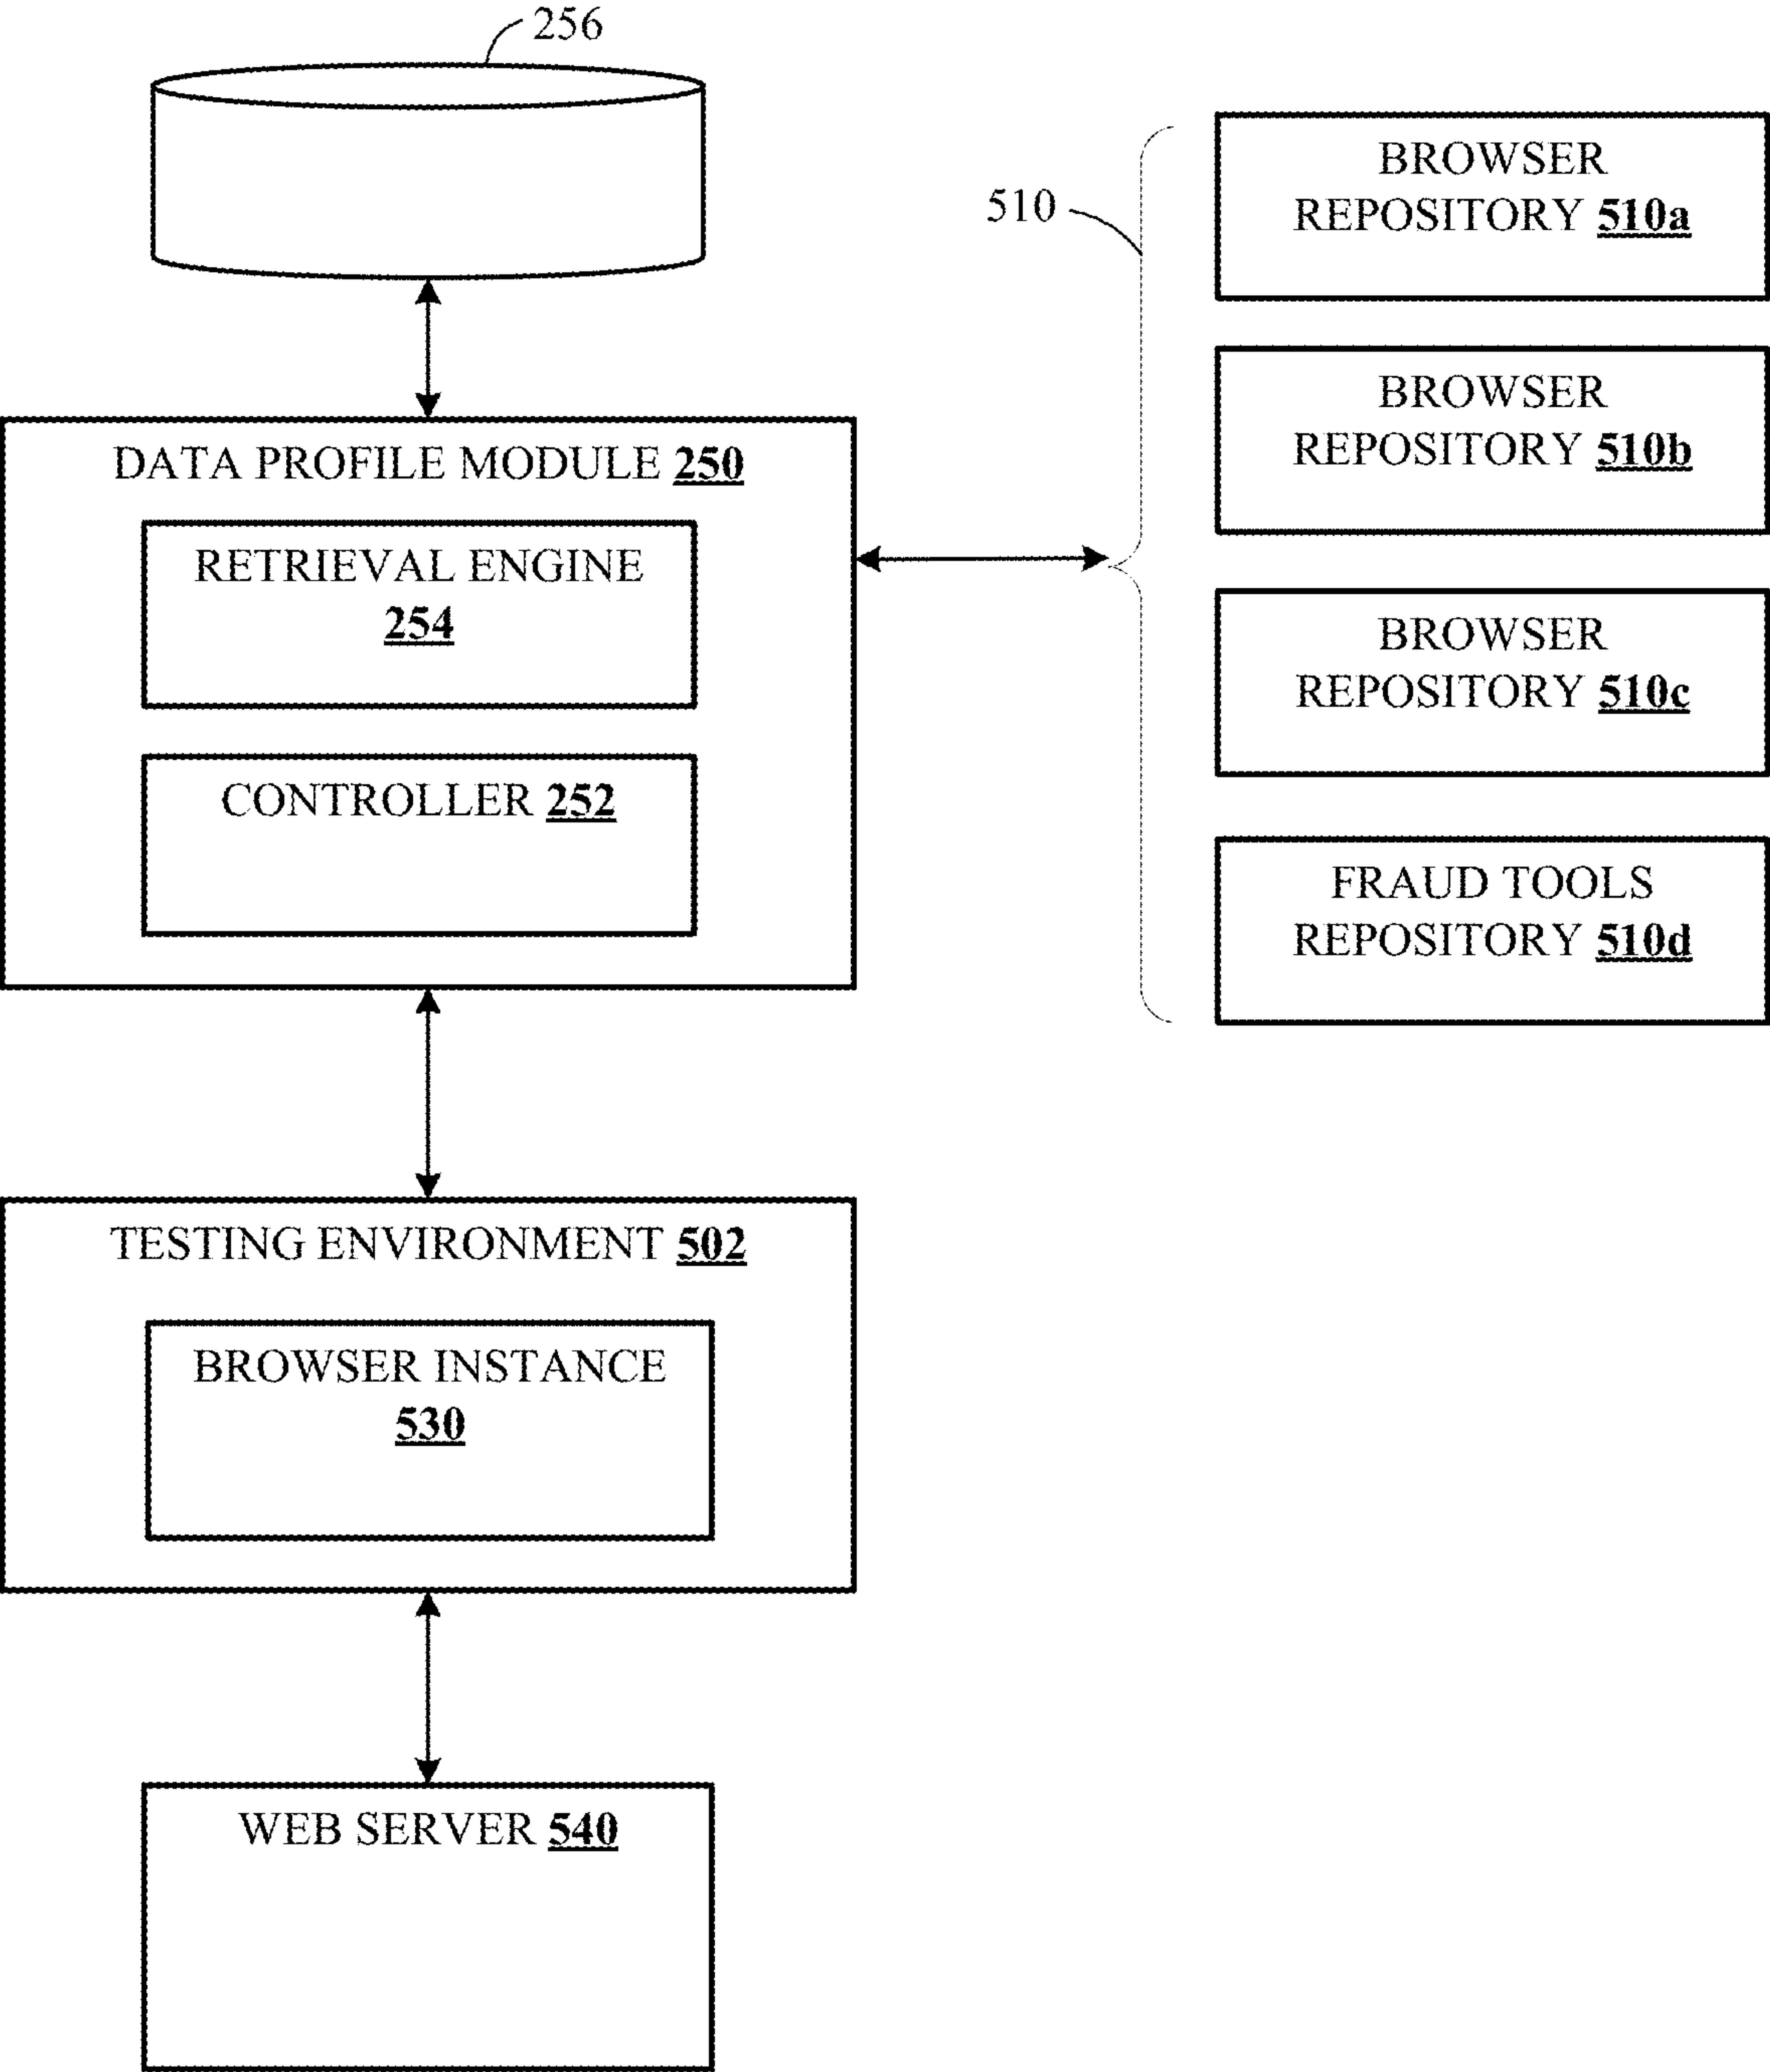 256
510
BROWSER
REPOSITORY 510a
BROWSER
REPOSITORY 510b
BROWSER
REPOSITORY 510c
FRAUD TOOLS
REPOSITORY 510d
DATA PROFILE MODULE 250
RETRIEVAL ENGINE
254
CONTROLLER 252
TESTING ENVIRONMENT 502
BROWSER INSTANCE
530
WEB SERVER 540